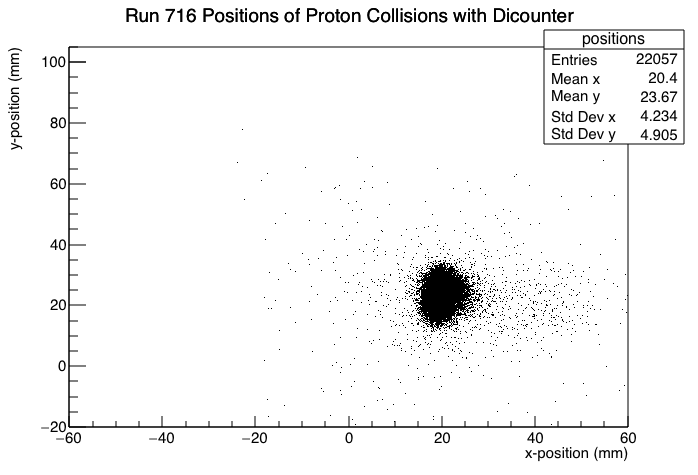 Run 716 Positions of Proton Collisions with Dicounter
positions
Entries 22057
Mean x 20.4
Mean y 23.67
Std Dev x 4.234
Std Dev y 4.905
y-position (mm)
100
80
60
40
20
0
−20
−60 −40 −20 0 20 40 60
x-position (mm)